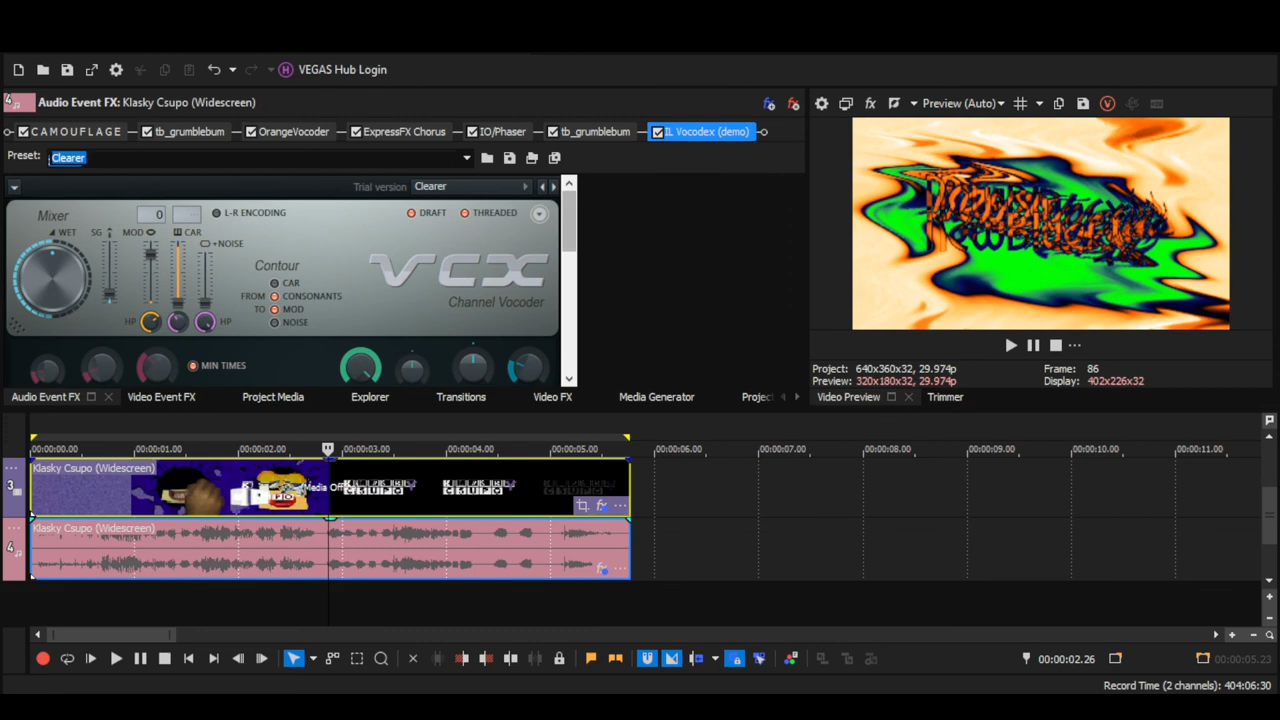 VEGAS Hub Login
4 Audio Event FX: Klasky Csupo (Widescreen)
C A M O U F L A G E tb_grumblebum OrangeVocoder ExpressFX Chorus IO/Phaser tb_grumblebum IL Vocodex (demo)
Preview (Auto)
Preset: Clearer
Trial version Clearer
Mixer 0 L-R ENCODING DRAFT THREADED
WET SG MOD CAR
+NOISE
Contour
CAR
FROM CONSONANTS
TO MOD
NOISE
HP HP
VCX
Channel Vocoder
MIN TIMES
Project: 640x360x32, 29.974p Frame: 86
Preview: 320x180x32, 29.974p Display: 402x226x32
Audio Event FX Video Event FX Project Media Explorer Transitions Video FX Media Generator Project
Video Preview Trimmer
00:00:00.00 00:00:01.00 00:00:02.00 00:00:03.00 00:00:04.00 00:00:05.00 00:00:06.00 00:00:07.00 00:00:08.00 00:00:09.00 00:00:10.00 00:00:11.00
3 Klasky Csupo (Widescreen)
4 Klasky Csupo (Widescreen)
00:00:02.26 00:00:05.23
Record Time (2 channels): 404:06:30